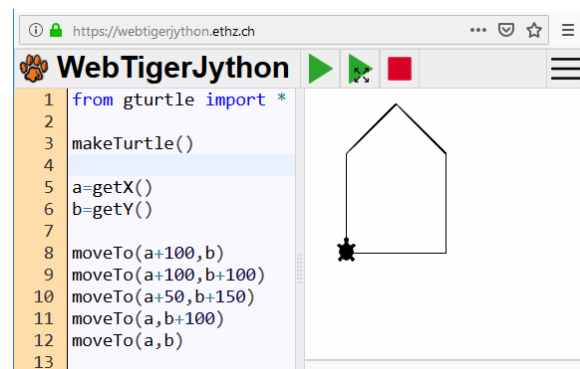 https://webtigerjython.ethz.ch
WebTigerJython
1 from gturtle import *
2
3 makeTurtle()
4
5 a=getX()
6 b=getY()
7
8 moveTo(a+100,b)
9 moveTo(a+100,b+100)
10 moveTo(a+50,b+150)
11 moveTo(a,b+100)
12 moveTo(a,b)
13